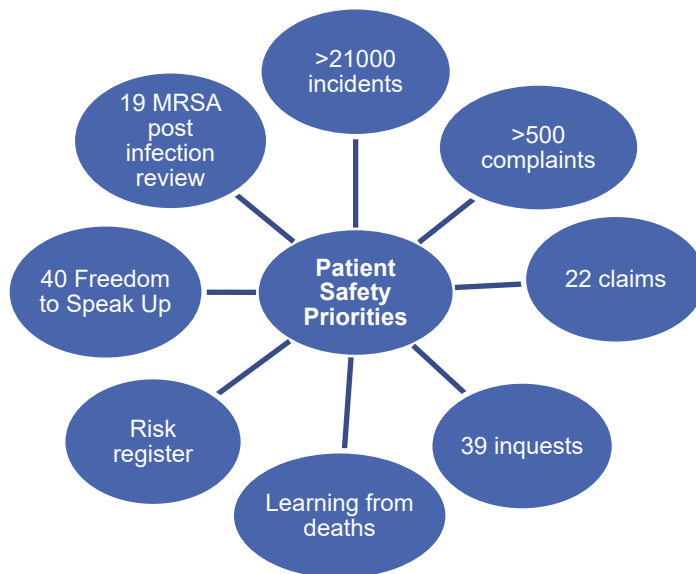 >21000
incidents
19 MRSA
post
infection
review
>500
complaints
Patient
Safety
Priorities
40 Freedom
to Speak Up
22 claims
Risk
register
39 inquests
Learning from
deaths